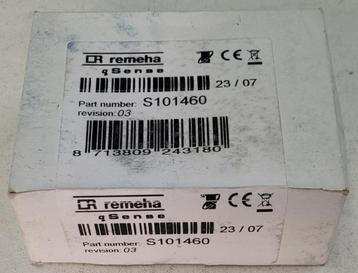 remeha
qSense
23 / 07
Part number: S101460
revision: 03
8 713809 243180
remeha
qSense
23 / 07
Part number: S101460
revision: 03